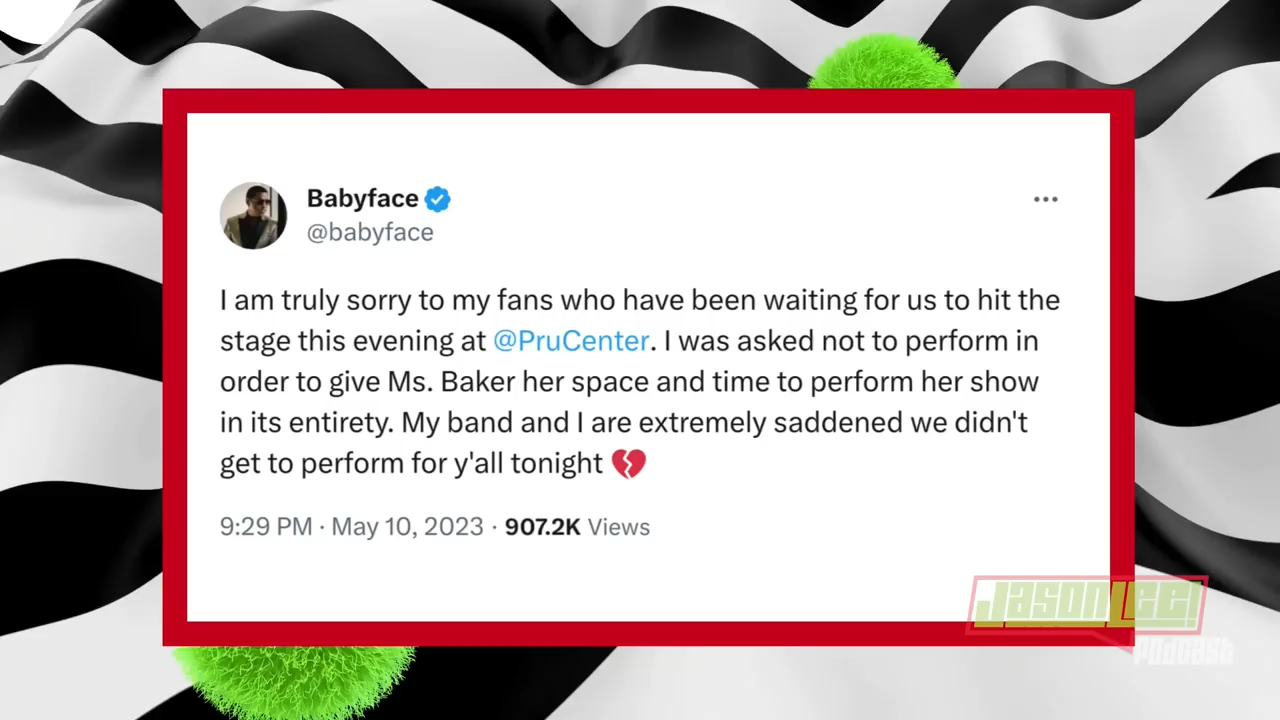 Babyface
@babyface
I am truly sorry to my fans who have been waiting for us to hit the
stage this evening at @PruCenter. I was asked not to perform in
order to give Ms. Baker her space and time to perform her show
in its entirety. My band and I are extremely saddened we didn't
get to perform for y'all tonight 💔
9:29 PM · May 10, 2023 · 907.2K Views
JASON LEE!
Podcast